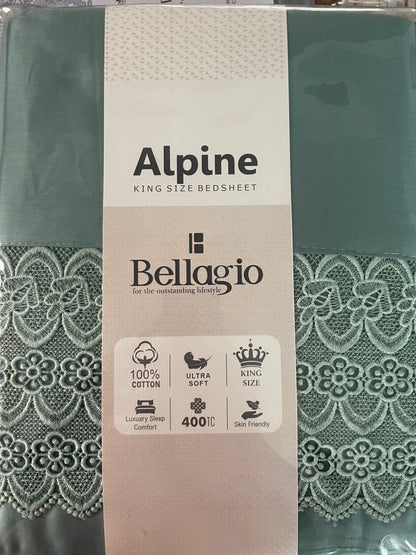 Alpine
KING SIZE BEDSHEET
Bellagio
for the outstanding lifestyle
100%
COTTON
ULTRA
SOFT
KING
SIZE
Luxuary Sleep
Comfort
400TC
Skin Friendly